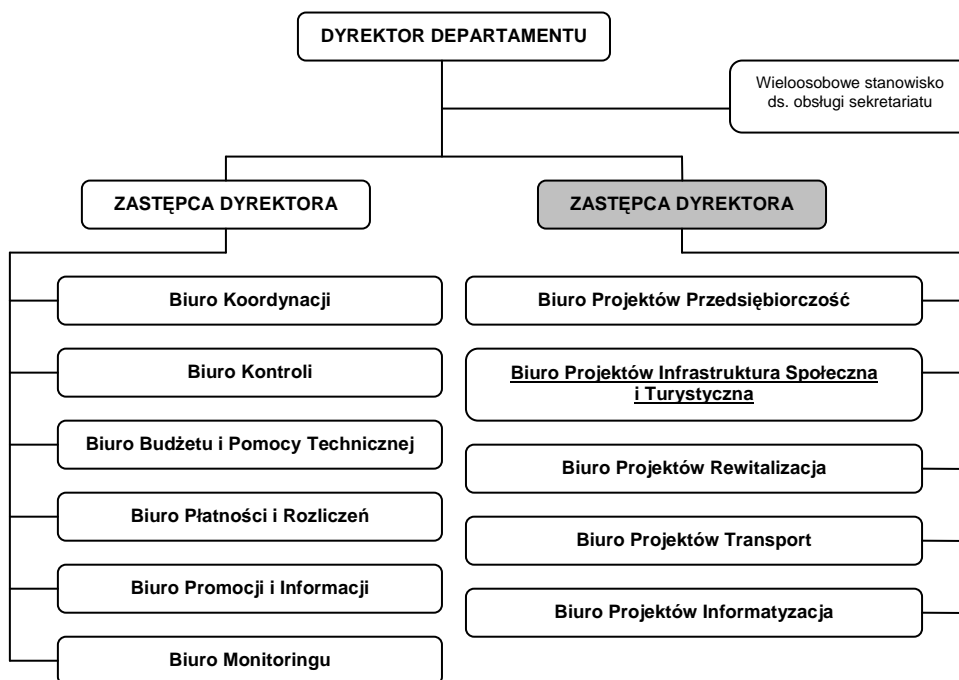 DYREKTOR DEPARTAMENTU
Wieloosobowe stanowisko
ds. obsługi sekretariatu
ZASTĘPCA DYREKTORA
ZASTĘPCA DYREKTORA
Biuro Koordynacji
Biuro Kontroli
Biuro Budżetu i Pomocy Technicznej
Biuro Płatności i Rozliczeń
Biuro Promocji i Informacji
Biuro Monitoringu
Biuro Projektów Przedsiębiorczość
Biuro Projektów Infrastruktura Społeczna
i Turystyczna
Biuro Projektów Rewitalizacja
Biuro Projektów Transport
Biuro Projektów Informatyzacja